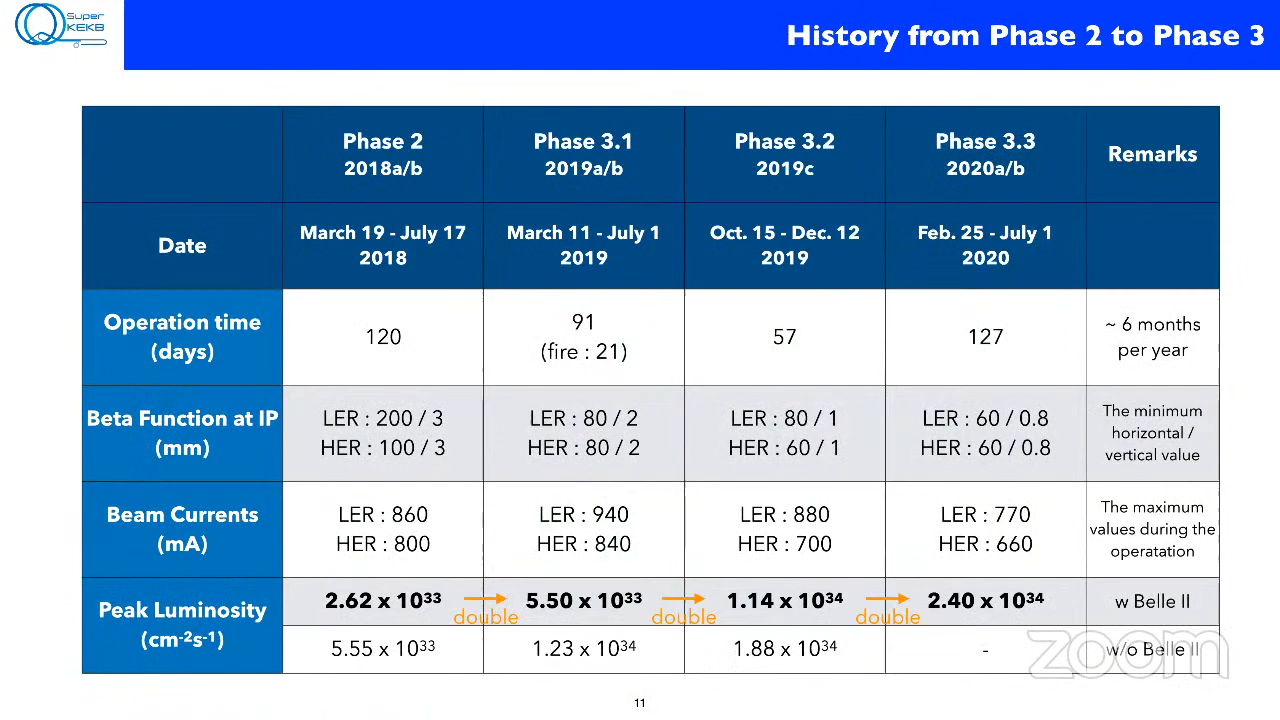 Super
KEKB
History from Phase 2 to Phase 3
Phase 2
2018a/b
Phase 3.1
2019a/b
Phase 3.2
2019c
Phase 3.3
2020a/b
Remarks
Date
March 19 - July 17
2018
March 11 - July 1
2019
Oct. 15 - Dec. 12
2019
Feb. 25 - July 1
2020
Operation time
(days)
120
91
(fire : 21)
57
127
~ 6 months
per year
Beta Function at IP
(mm)
LER : 200 / 3
HER : 100 / 3
LER : 80 / 2
HER : 80 / 2
LER : 80 / 1
HER : 60 / 1
LER : 60 / 0.8
HER : 60 / 0.8
The minimum
horizontal /
vertical value
Beam Currents
(mA)
LER : 860
HER : 800
LER : 940
HER : 840
LER : 880
HER : 700
LER : 770
HER : 660
The maximum
values during the
operatation
Peak Luminosity
(cm⁻²s⁻¹)
2.62 x 10³³
double
5.50 x 10³³
double
1.14 x 10³⁴
double
2.40 x 10³⁴
w Belle II
5.55 x 10³³
1.23 x 10³⁴
1.88 x 10³⁴
-
w/o Belle II
zoom
11